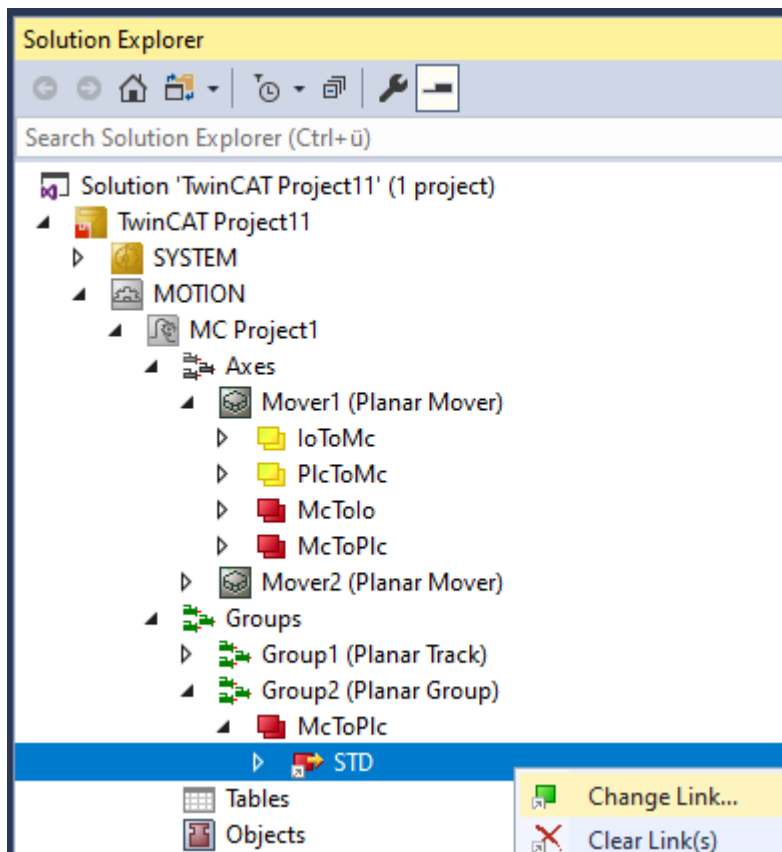 Solution Explorer
Search Solution Explorer (Ctrl+ü)
Solution 'TwinCAT Project11' (1 project)
TwinCAT Project11
SYSTEM
MOTION
MC Project1
Axes
Mover1 (Planar Mover)
IoToMc
PlcToMc
McToIo
McToPlc
Mover2 (Planar Mover)
Groups
Group1 (Planar Track)
Group2 (Planar Group)
McToPlc
STD
Change Link...
Tables
Objects
Clear Link(s)